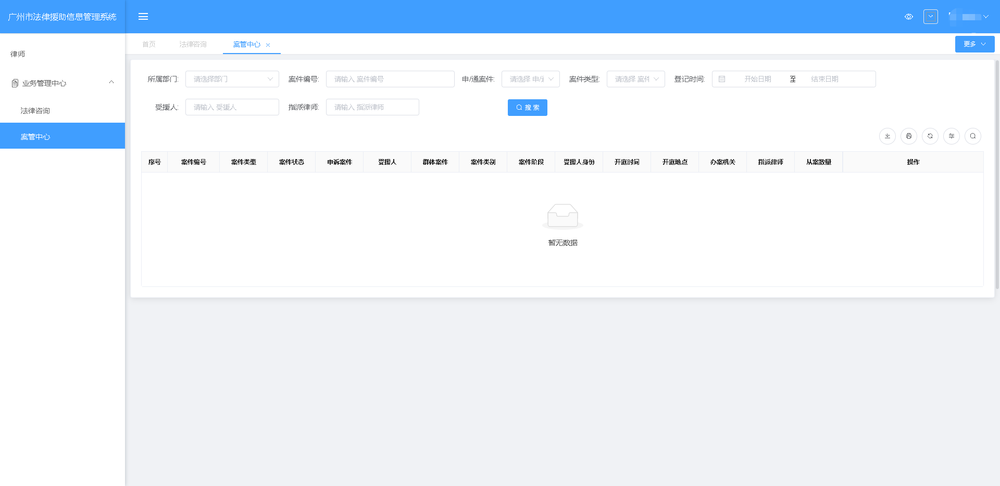 广州市法律援助信息管理系统
律师
业务管理中心
法律咨询
案管中心
首页 法律咨询 案管中心
更多
所属部门: 请选择部门 案件编号: 请输入 案件编号 申/通案件: 请选择 申/通 案件类型: 请选择 案件 登记时间: 开始日期 至 结束日期
受援人: 请输入 受援人 指派律师: 请输入 指派律师 搜 索
序号 案件编号 案件类型 案件状态 申诉案件 受援人 群体案件 案件类别 案件阶段 受援人身份 开庭时间 开庭地点 办案机关 指派律师 从案数量 操作
暂无数据